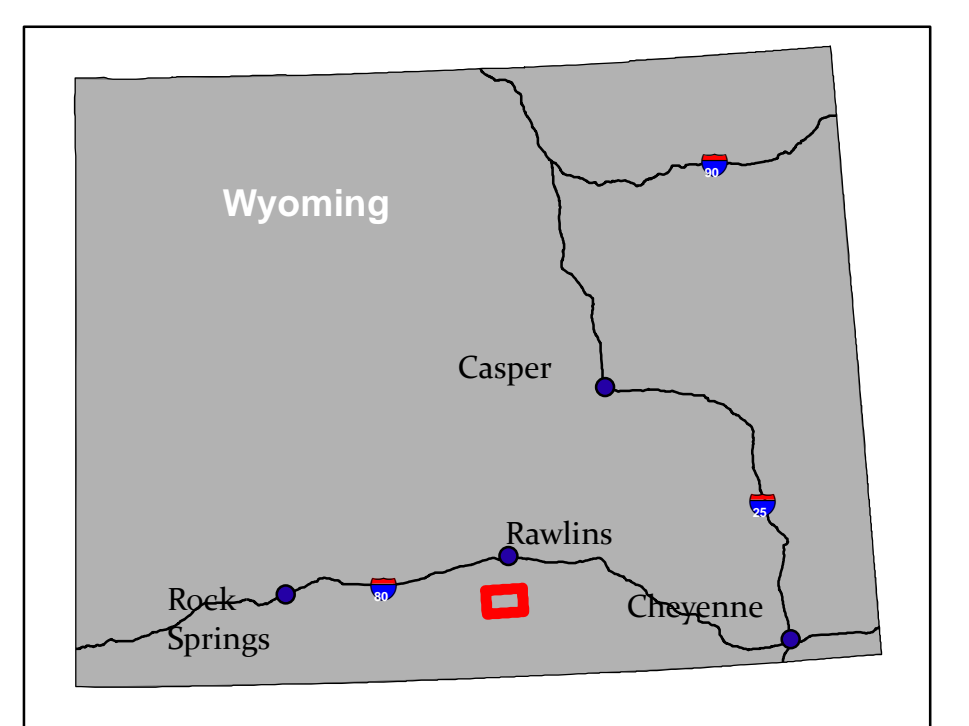 90
Wyoming
Casper
25
Rawlins
80
Rock
Springs
Cheyenne